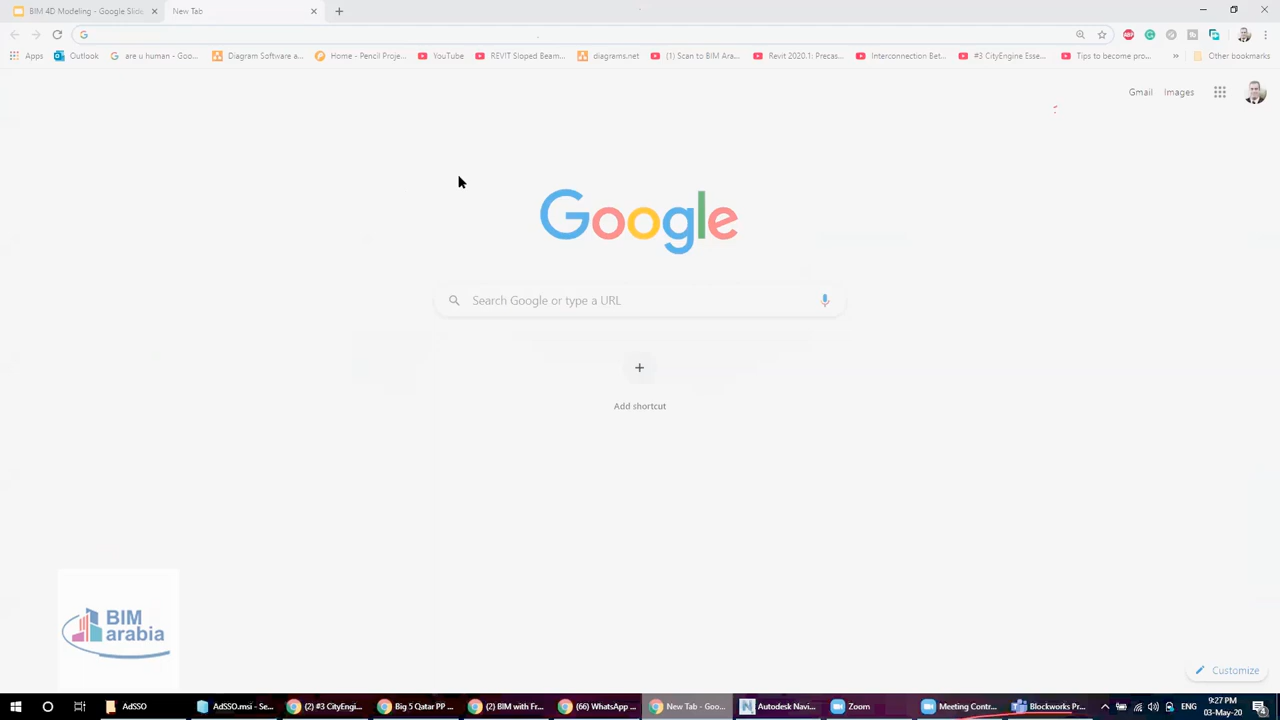 BIM 4D Modeling - Google Slide
New Tab
Apps
Outlook
are u human - Goo...
Diagram Software a...
Home - Pencil Proje...
YouTube
REVIT Sloped Beam...
diagrams.net
(1) Scan to BIM Ara...
Revit 2020.1: Precas...
Interconnection Bet...
#3 CityEngine Esse...
Tips to become pro...
»
Other bookmarks
Gmail
Images
Google
Search Google or type a URL
Add shortcut
BIM
arabia
Customize
AdSSO
AdSSO.msi - Se...
(2) #3 CityEngi...
Big 5 Qatar PP ...
(2) BIM with Fr...
(66) WhatsApp ...
New Tab - Goo...
Autodesk Navi...
Zoom
Meeting Contr...
Blockworks Pr...
9:27 PM
03-May-20